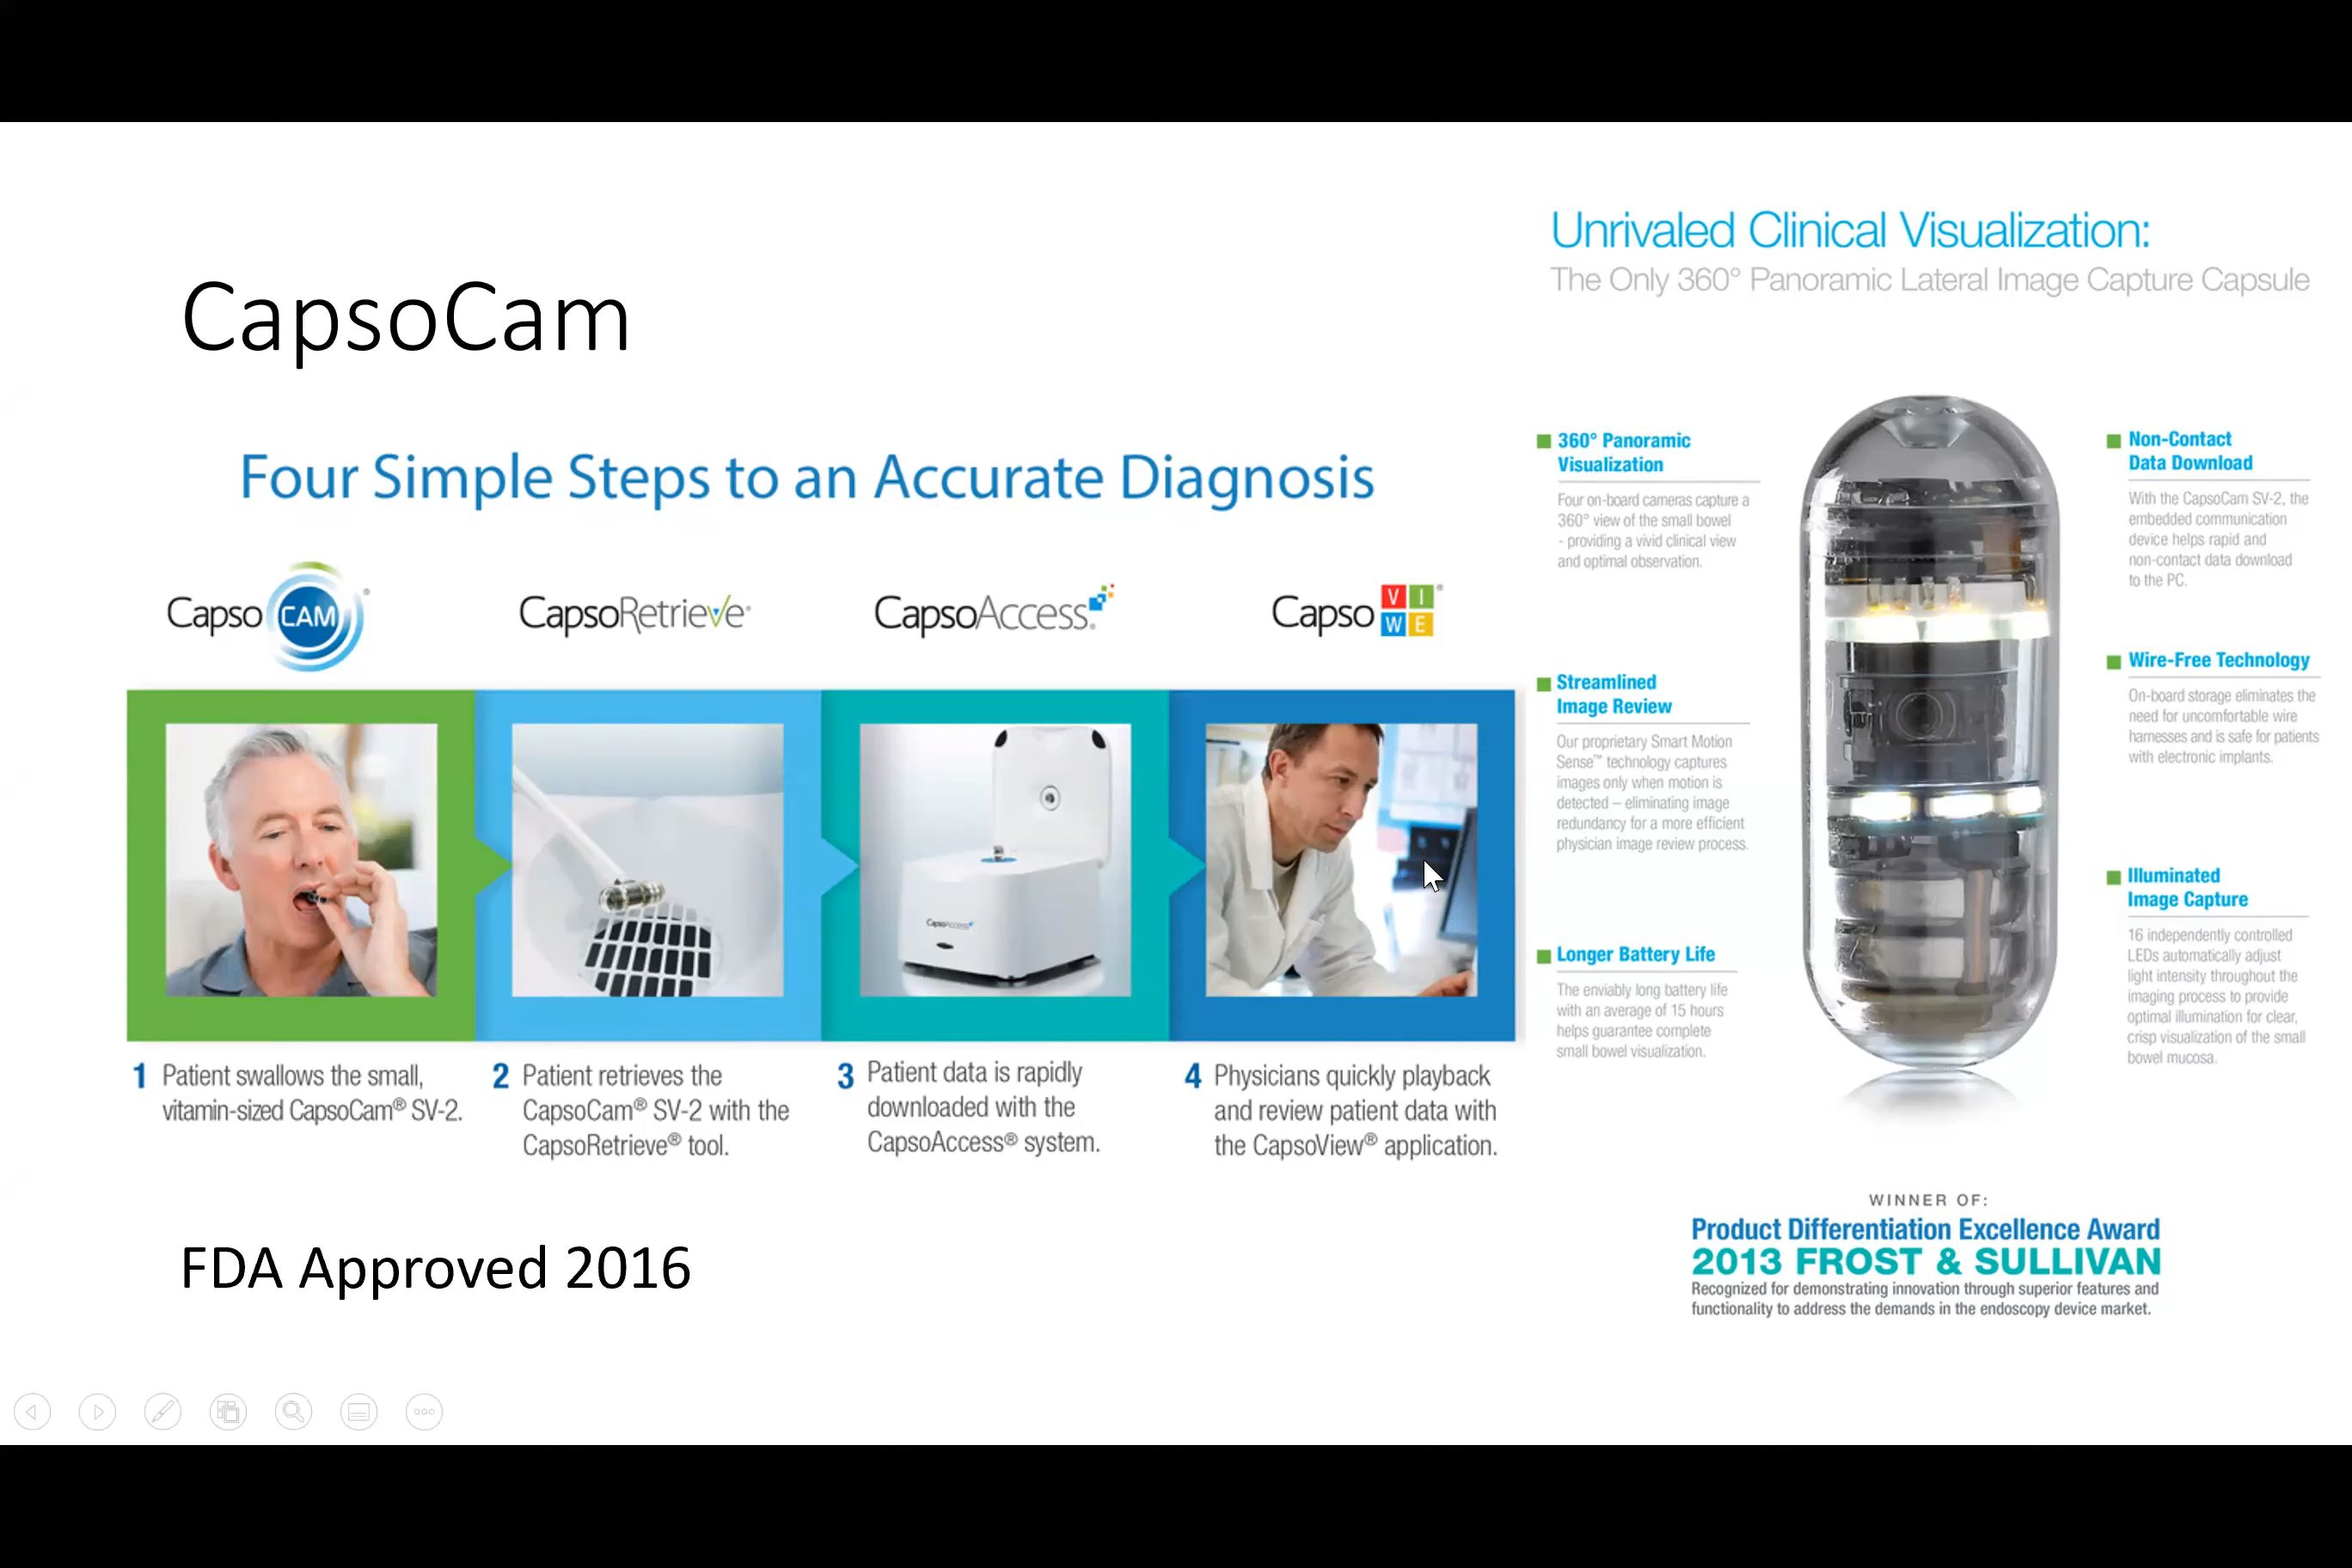 CapsoCam
Four Simple Steps to an Accurate Diagnosis
Capso CAM®
CapsoRetrieve®
CapsoAccess®
Capso VIWE®
CapsoAccess
1 Patient swallows the small,
vitamin-sized CapsoCam® SV-2.
2 Patient retrieves the
CapsoCam® SV-2 with the
CapsoRetrieve® tool.
3 Patient data is rapidly
downloaded with the
CapsoAccess® system.
4 Physicians quickly playback
and review patient data with
the CapsoView® application.
FDA Approved 2016
Unrivaled Clinical Visualization:
The Only 360° Panoramic Lateral Image Capture Capsule
360° Panoramic
Visualization
Four on-board cameras capture a
360° view of the small bowel
- providing a vivid clinical view
and optimal observation.
Streamlined
Image Review
Our proprietary Smart Motion
Sense™ technology captures
images only when motion is
detected – eliminating image
redundancy for a more efficient
physician image review process.
Longer Battery Life
The enviably long battery life
with an average of 15 hours
helps guarantee complete
small bowel visualization.
Non-Contact
Data Download
With the CapsoCam SV-2, the
embedded communication
device helps rapid and
non-contact data download
to the PC.
Wire-Free Technology
On-board storage eliminates the
need for uncomfortable wire
harnesses and is safe for patients
with electronic implants.
Illuminated
Image Capture
16 independently controlled
LEDs automatically adjust
light intensity throughout the
imaging process to provide
optimal illumination for clear,
crisp visualization of the small
bowel mucosa.
WINNER OF:
Product Differentiation Excellence Award
2013 FROST & SULLIVAN
Recognized for demonstrating innovation through superior features and
functionality to address the demands in the endoscopy device market.